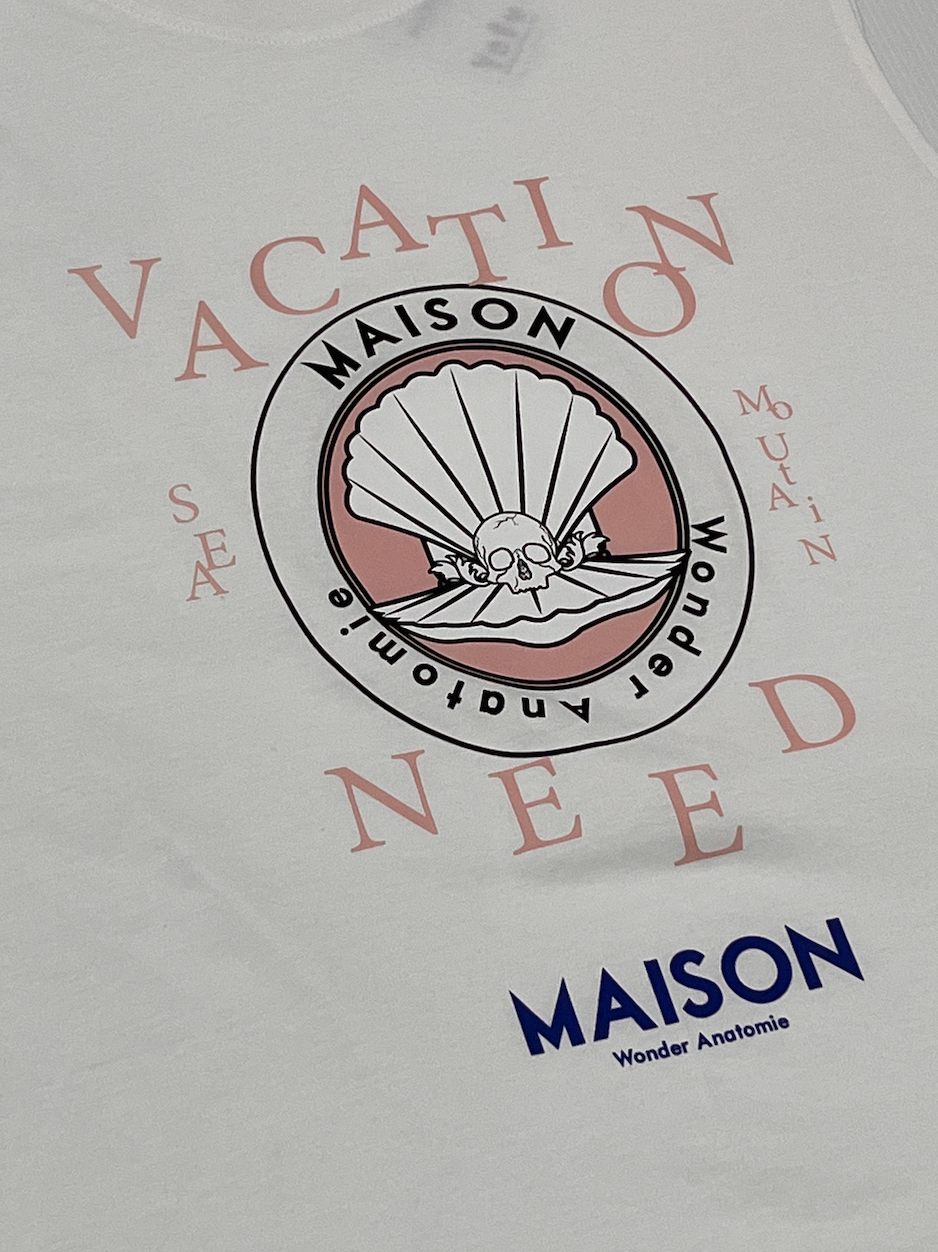 VACATION
MAISON
SEA
MoUtAiN
Wonder Anatomie
NEED
MAISON
Wonder Anatomie